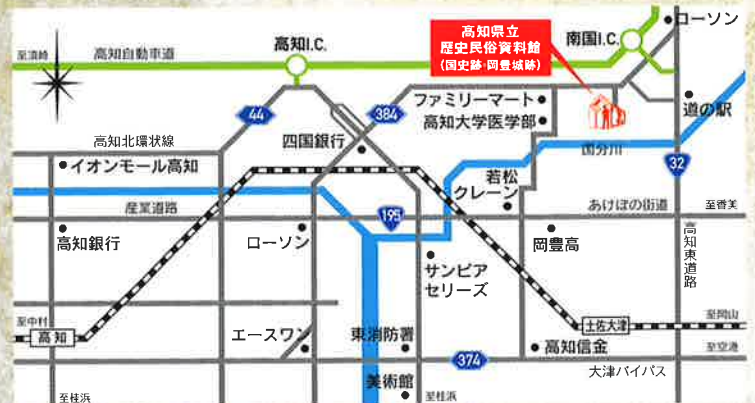 ローソン
高知県立
歴史民俗資料館
(国史跡・岡豊城跡)
南国I.C.
高知I.C.
至須崎
高知自動車道
44
384
ファミリーマート
高知大学医学部
道の駅
四国銀行
高知北環状線
イオンモール高知
国分川
32
若松
クレーン
産業道路
195
あけぼの街道
至香美
高知銀行
ローソン
岡豊高
高知東道路
サンピア
セリーズ
至中村
高知
エースワン
東消防署
土佐大津
至岡山
374
高知信金
至空港
大津バイパス
美術館
至桂浜
至桂浜